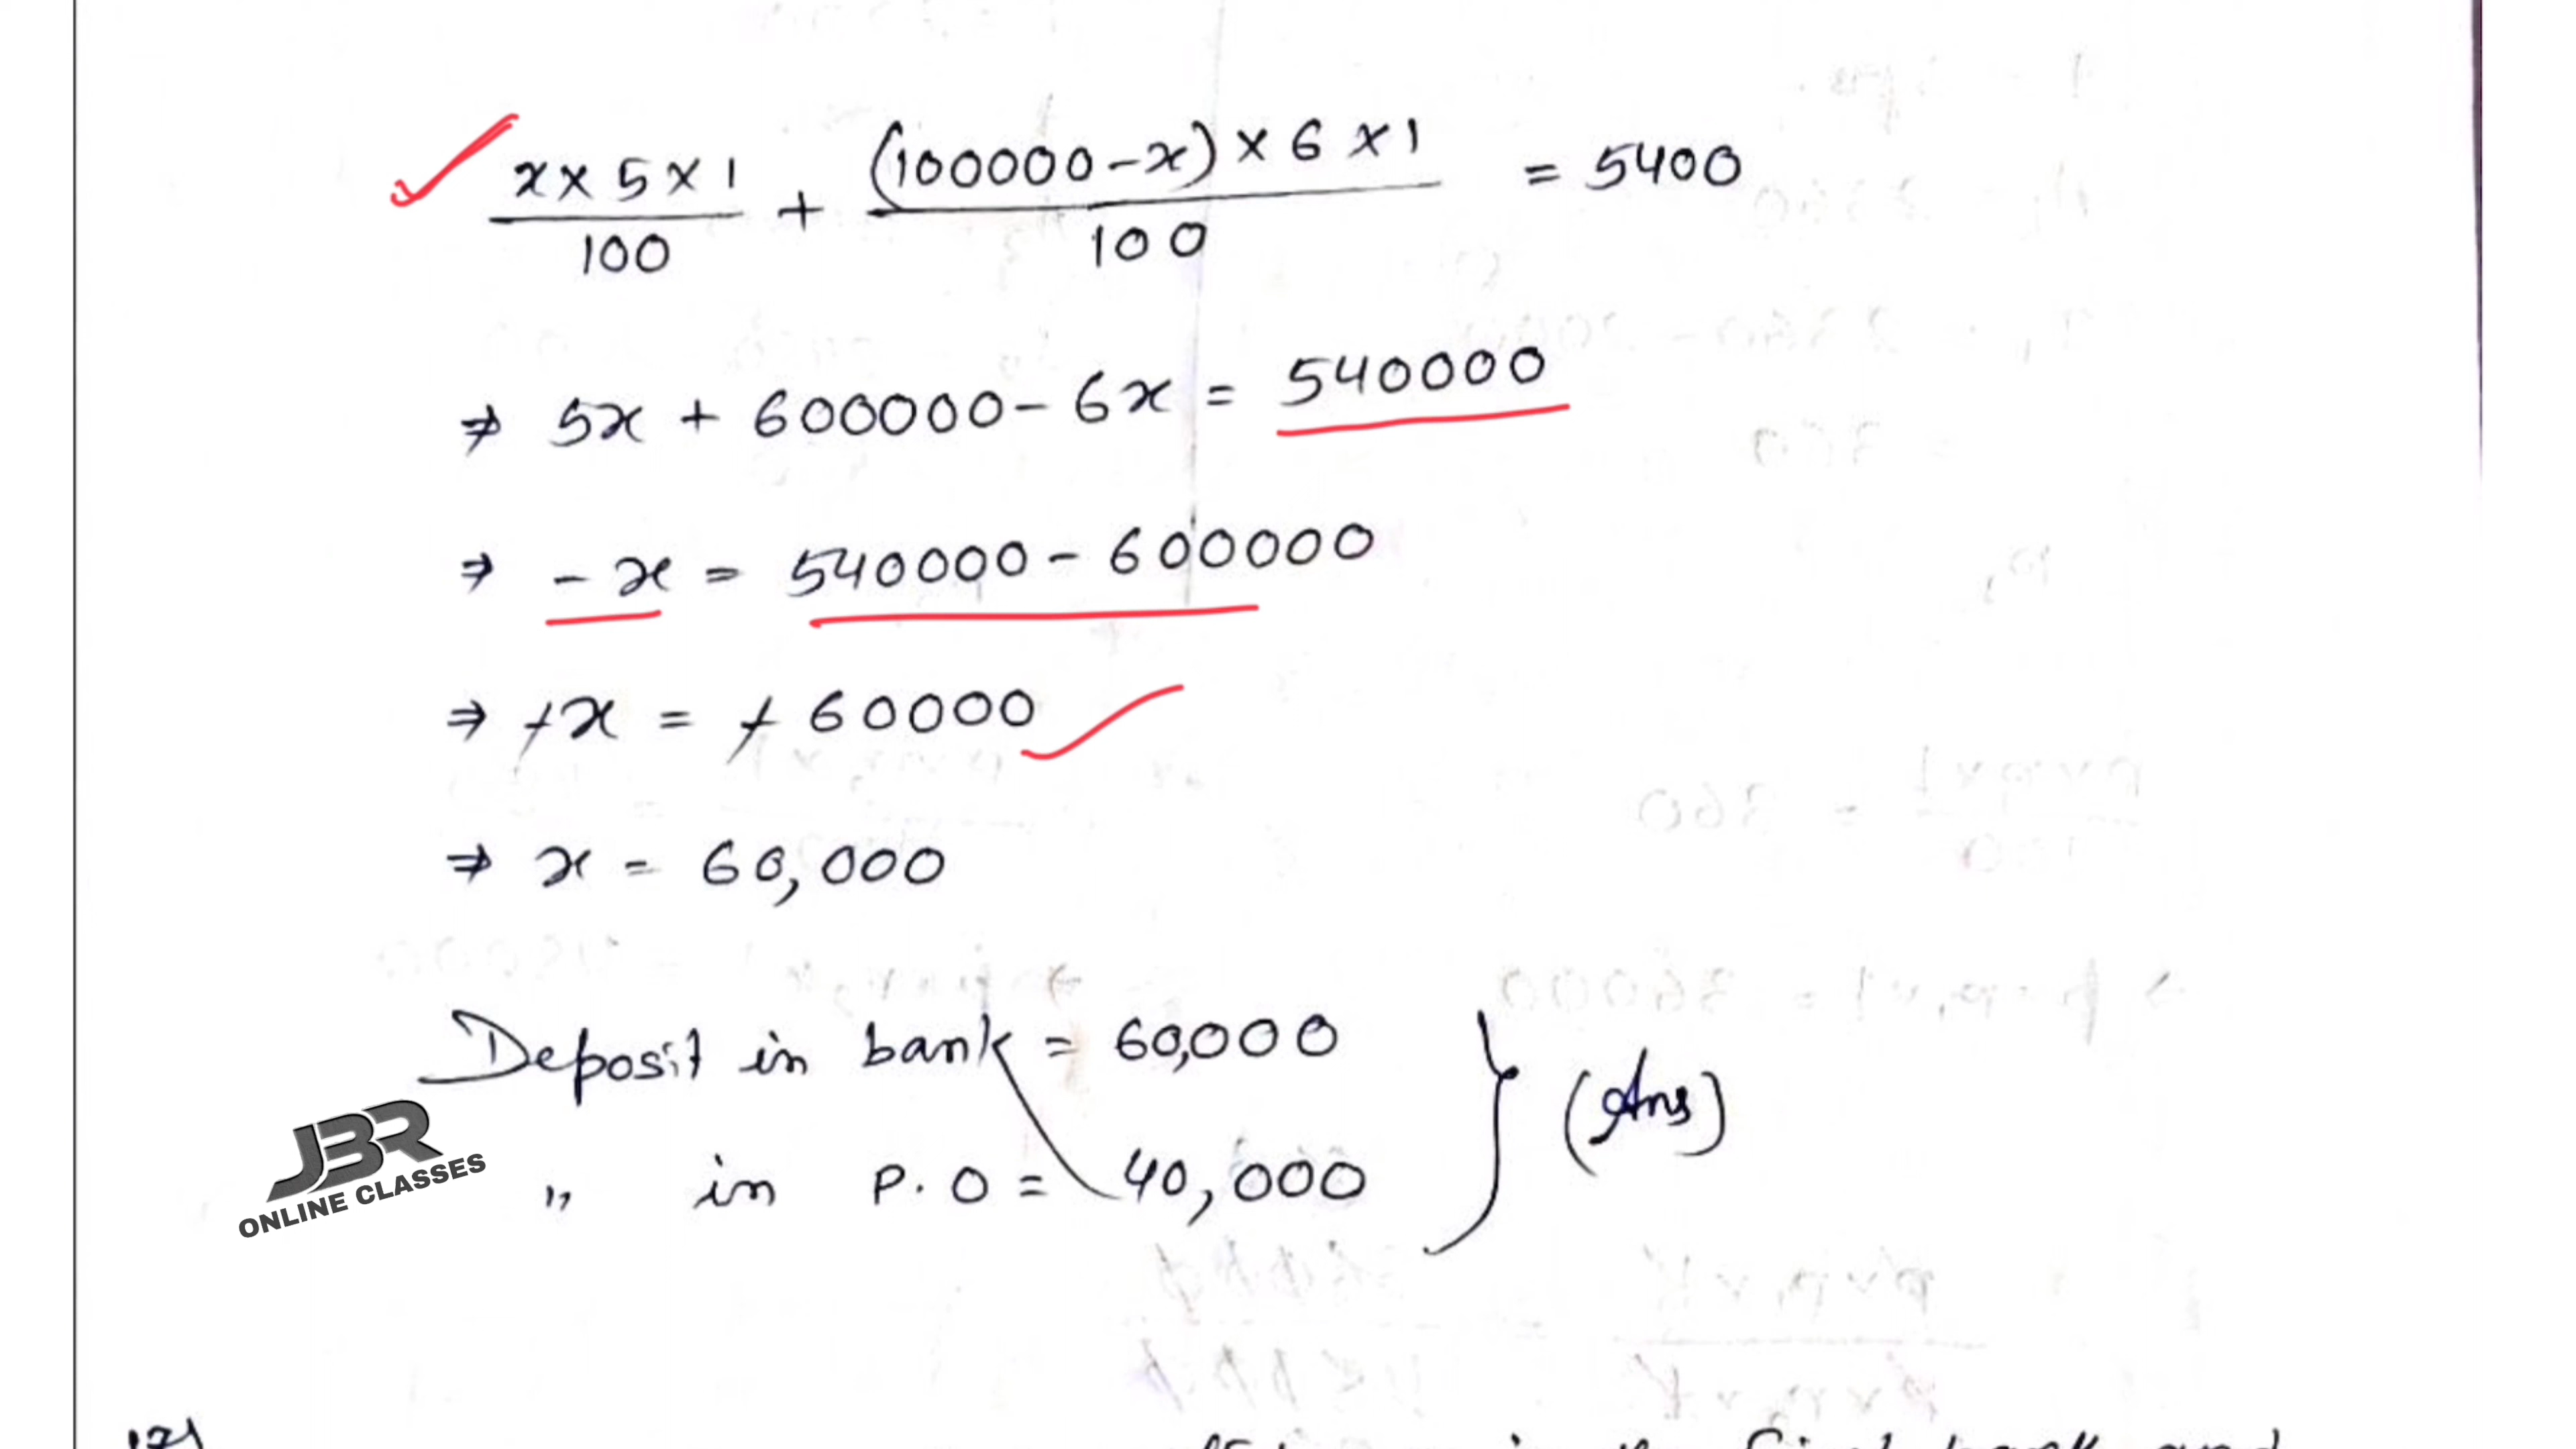 x × 5 × 1 / 100 + (100000 - x) × 6 × 1 / 100 = 5400
⇒ 5x + 600000 - 6x = 540000
⇒ - x = 540000 - 600000
⇒ -x = - 60000
⇒ x = 60,000
Deposit in bank = 60,000
" in P.O = 40,000
} (Ans)
JBR
ONLINE CLASSES